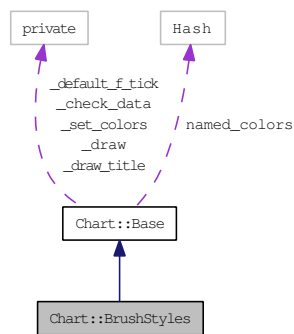 private
Hash
_default_f_tick
_check_data
_set_colors
_draw
_draw_title
named_colors
Chart::Base
Chart::BrushStyles